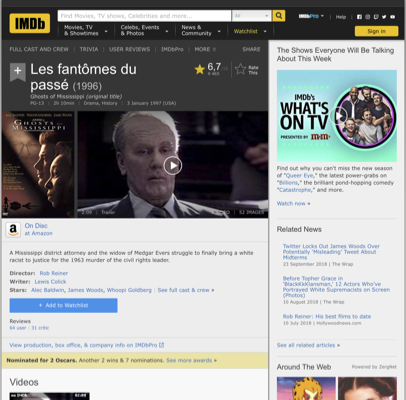 IMDb
Find Movies, TV shows, Celebrities and more...
All
IMDbPro
Help
Movies, TV & Showtimes
Celebs, Events & Photos
News & Community
Watchlist
Sign in
FULL CAST AND CREW | TRIVIA | USER REVIEWS | IMDbPro | MORE
SHARE
Les fantômes du
passé (1996)
Ghosts of Mississippi (original title)
PG-13 | 2h 10min | Drama, History | 3 January 1997 (USA)
6,7
Rate
This
GHOSTS OF
MISSISSIPPI
2:09 | Trailer
52 IMAGES
On Disc
at Amazon
A Mississippi district attorney and the widow of Medgar Evers struggle to finally bring a white
racist to justice for the 1963 murder of the civil rights leader.
Director: Rob Reiner
Writer: Lewis Colick
Stars: Alec Baldwin, James Woods, Whoopi Goldberg | See full cast & crew »
+ Add to Watchlist
Reviews
64 user | 31 critic
View production, box office, & company info on IMDbPro
Nominated for 2 Oscars. Another 2 wins & 7 nominations. See more awards »
Videos
The Shows Everyone Will Be Talking
About This Week
IMDb's
WHAT'S
ON TV
PRESENTED BY M&M'S
Find out why you can't miss the new season
of "Queer Eye," the latest power-grabs on
"Billions," the brilliant pond-hopping comedy
"Catastrophe," and more.
Watch now »
Related News
Twitter Locks Out James Woods Over
Potentially 'Misleading' Tweet About
Midterms
23 September 2018 | The Wrap
Before Topher Grace in
'BlacKkKlansman,' 12 Actors Who've
Portrayed White Supremacists on Screen
(Photos)
10 August 2018 | The Wrap
Rob Reiner: His best films to date
10 July 2018 | Hollywoodnews.com
See all related articles »
Around The Web
Powered by ZergNet